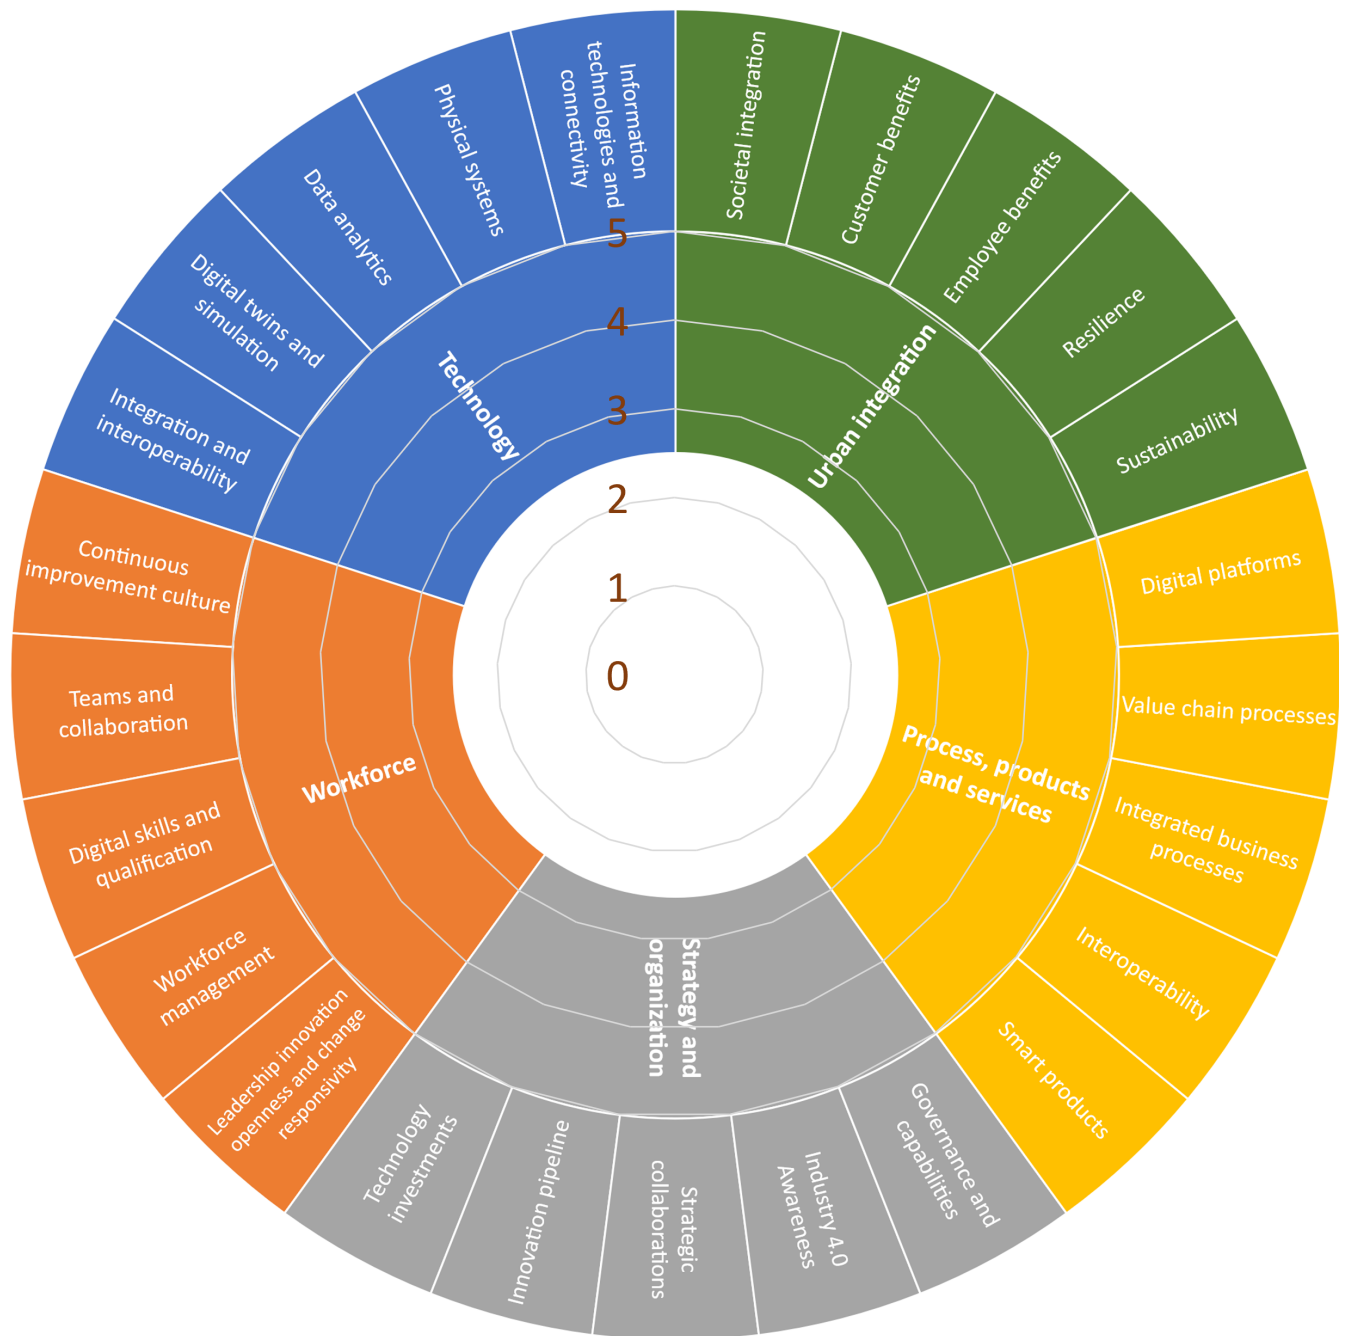 Societal integration
Customer benefits
Employee benefits
Resilience
Sustainability
Urban integration
Digital platforms
Value chain processes
Integrated business
processes
Interoperability
Smart products
Process, products
and services
Governance and
capabilities
Industry 4.0
Awareness
Strategic
collaborations
Innovation pipeline
Technology
investments
Strategy and
organization
Leadership innovation
openness and change
responsivity
Workforce
management
Digital skills and
qualification
Teams and
collaboration
Continuous
improvement culture
Workforce
Integration and
interoperability
Digital twins and
simulation
Data analytics
Physical systems
Information
technologies and
connectivity
Technology
5
4
3
2
1
0